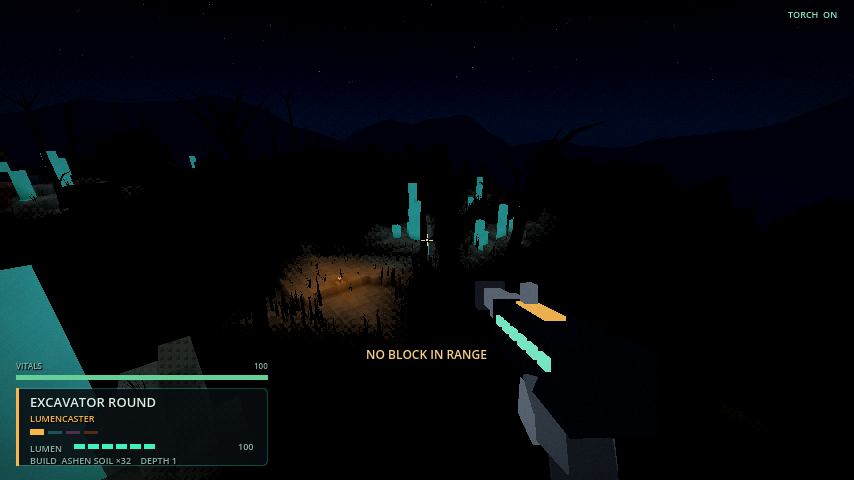 TORCH ON
NO BLOCK IN RANGE
VITALS 100
EXCAVATOR ROUND
LUMENCASTER
LUMEN 100
BUILD ASHEN SOIL ×32 DEPTH 1